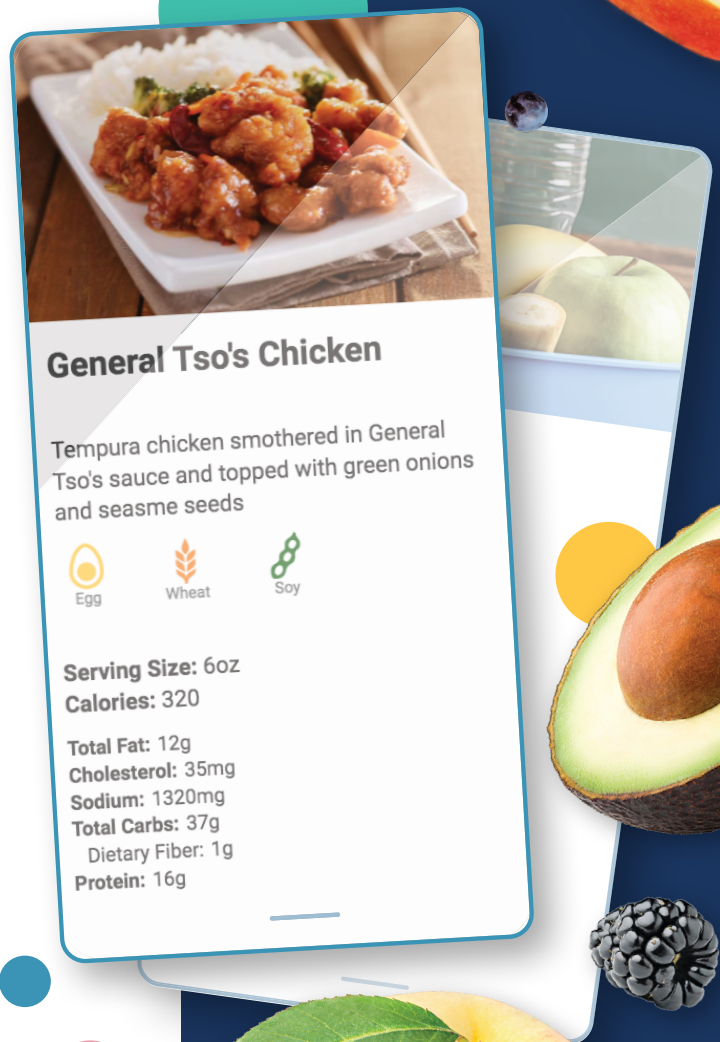 General Tso's Chicken
Tempura chicken smothered in General
Tso's sauce and topped with green onions
and seasme seeds
Egg
Wheat
Soy
Serving Size: 6oz
Calories: 320
Total Fat: 12g
Cholesterol: 35mg
Sodium: 1320mg
Total Carbs: 37g
Dietary Fiber: 1g
Protein: 16g